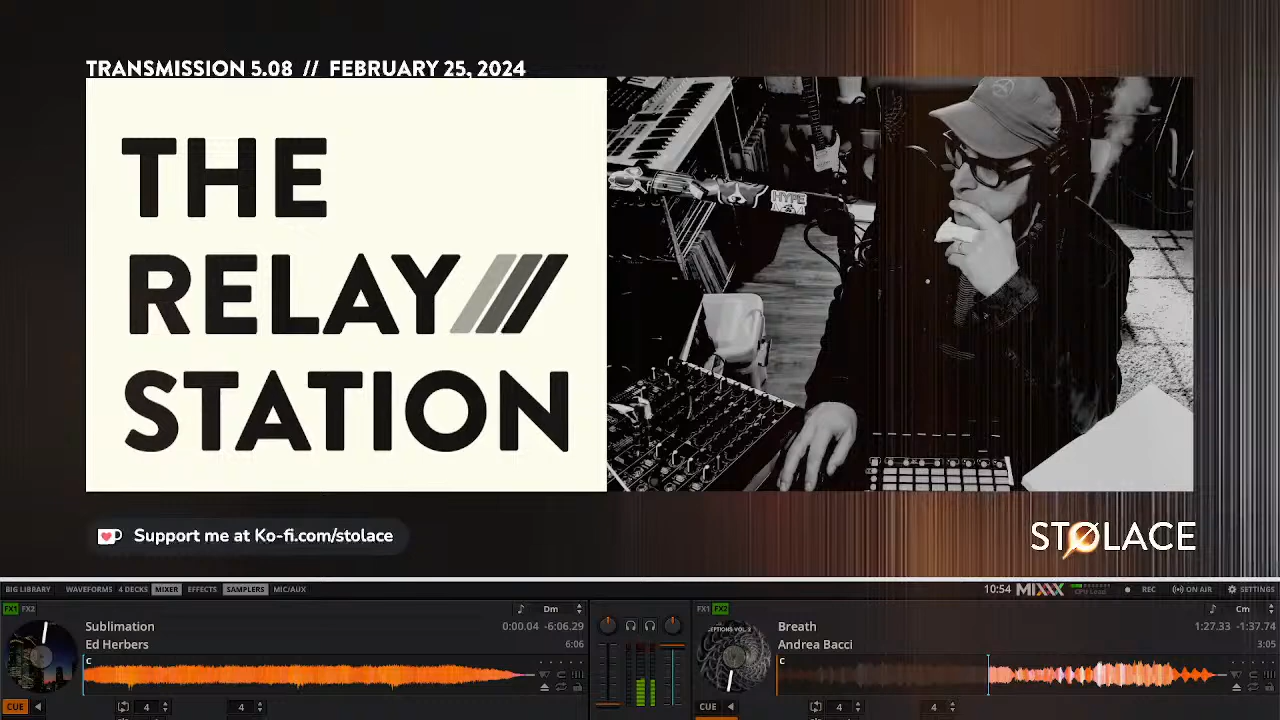 TRANSMISSION 5.08 // FEBRUARY 25, 2024
THE
RELAY
STATION
HYPE
Support me at Ko-fi.com/stolace
STØLACE
BIG LIBRARY WAVEFORMS 4 DECKS MIXER EFFECTS SAMPLERS MIC/AUX 10:54 MIXXX CPU Load REC ON AIR SETTINGS
FX1 FX2 Dm FX1 FX2 Cm
Sublimation 0:00.04 -6:06.29 Breath 1:27.33 -1:37.74
Ed Herbers 6:06 Andrea Bacci 3:05
C C
CUE 4 4 CUE 4 4